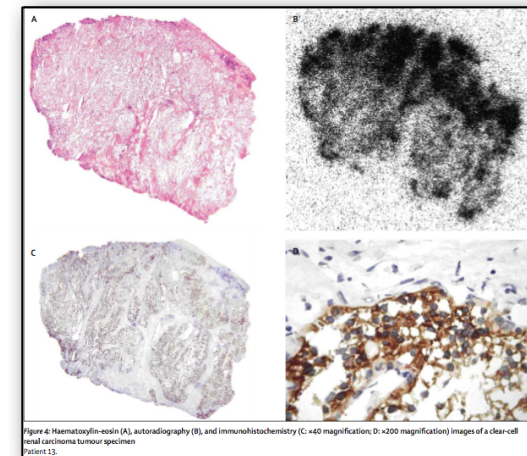 A
B
C
D
Figure 4: Haematoxylin-eosin (A), autoradiography (B), and immunohistochemistry (C: ×40 magnification; D: ×200 magnification) images of a clear-cell
renal carcinoma tumour specimen
Patient 13.